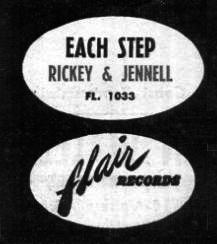 EACH STEP
RICKEY & JENNELL
FL. 1033
flair
RECORDS